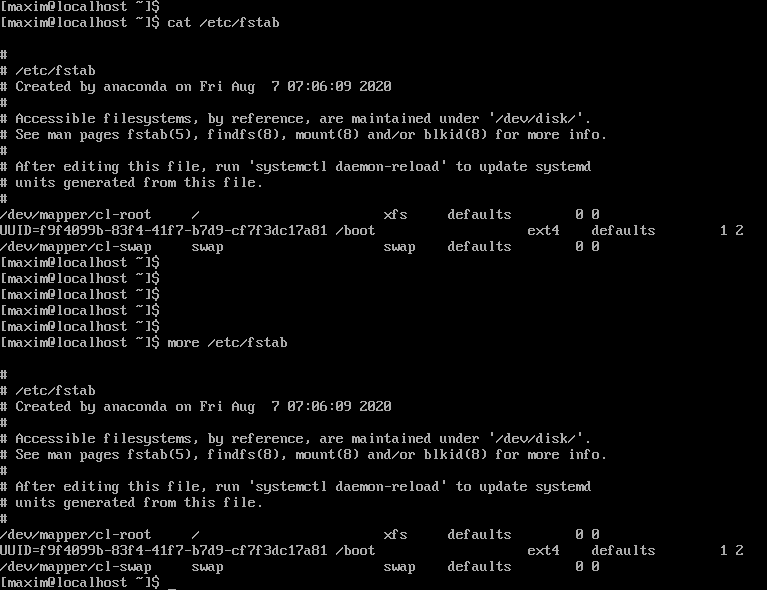 [maxim@localhost ~]$
[maxim@localhost ~]$ cat /etc/fstab
#
# /etc/fstab
# Created by anaconda on Fri Aug  7 07:06:09 2020
#
# Accessible filesystems, by reference, are maintained under '/dev/disk/'.
# See man pages fstab(5), findfs(8), mount(8) and/or blkid(8) for more info.
#
# After editing this file, run 'systemctl daemon-reload' to update systemd
# units generated from this file.
#
/dev/mapper/cl-root     /                       xfs     defaults        0 0
UUID=f9f4099b-83f4-41f7-b7d9-cf7f3dc17a81 /boot                   ext4    defaults        1 2
/dev/mapper/cl-swap     swap                    swap    defaults        0 0
[maxim@localhost ~]$
[maxim@localhost ~]$
[maxim@localhost ~]$
[maxim@localhost ~]$
[maxim@localhost ~]$
[maxim@localhost ~]$ more /etc/fstab
#
# /etc/fstab
# Created by anaconda on Fri Aug  7 07:06:09 2020
#
# Accessible filesystems, by reference, are maintained under '/dev/disk/'.
# See man pages fstab(5), findfs(8), mount(8) and/or blkid(8) for more info.
#
# After editing this file, run 'systemctl daemon-reload' to update systemd
# units generated from this file.
#
/dev/mapper/cl-root     /                       xfs     defaults        0 0
UUID=f9f4099b-83f4-41f7-b7d9-cf7f3dc17a81 /boot                   ext4    defaults        1 2
/dev/mapper/cl-swap     swap                    swap    defaults        0 0
[maxim@localhost ~]$ _